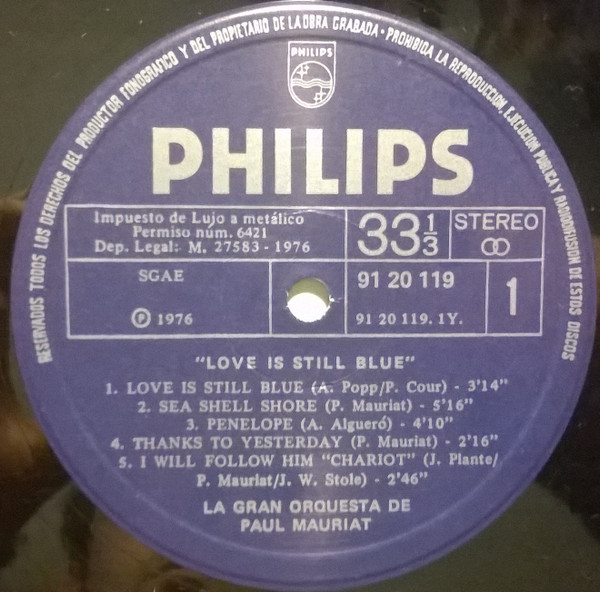 RESERVADOS TODOS LOS DERECHOS DEL PRODUCTOR FONOGRAFICO Y DEL PROPIETARIO DE LA OBRA GRABADA · PROHIBIDA LA REPRODUCCION, EJECUCION PUBLICA Y RADIODIFUSION DE ESTOS DISCOS
PHILIPS
PHILIPS
Impuesto de Lujo a metálico
Permiso núm. 6421
Dep. Legal: M. 27583 - 1976
33 1/3
STEREO
SGAE
Ⓟ 1976
91 20 119
91 20 119. 1Y.
1
"LOVE IS STILL BLUE"
1. LOVE IS STILL BLUE (A. Popp/P. Cour) - 3'14"
2. SEA SHELL SHORE (P. Mauriat) - 5'16"
3. PENELOPE (A. Algueró) - 4'10"
4. THANKS TO YESTERDAY (P. Mauriat) - 2'16"
5. I WILL FOLLOW HIM "CHARIOT" (J. Plante/
P. Mauriat/J. W. Stole) - 2'46"
LA GRAN ORQUESTA DE
PAUL MAURIAT